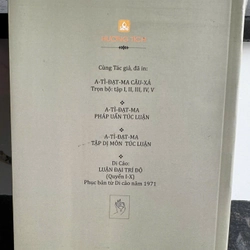 Cùng Tác giả, đã in:
A-TÌ-ĐẠT-MA CÂU-XÁ
Trọn bộ: tập I, II, III, IV, V
A-TÌ-ĐẠT-MA
PHÁP UẨN TÚC LUẬN
A-TÌ-ĐẠT-MA
TẬP DỊ MÔN TÚC LUẬN
Di Cảo:
LUẬN ĐẠI TRÍ ĐỘ
(Quyển I-X)
Phục bản từ Di cảo năm 1971